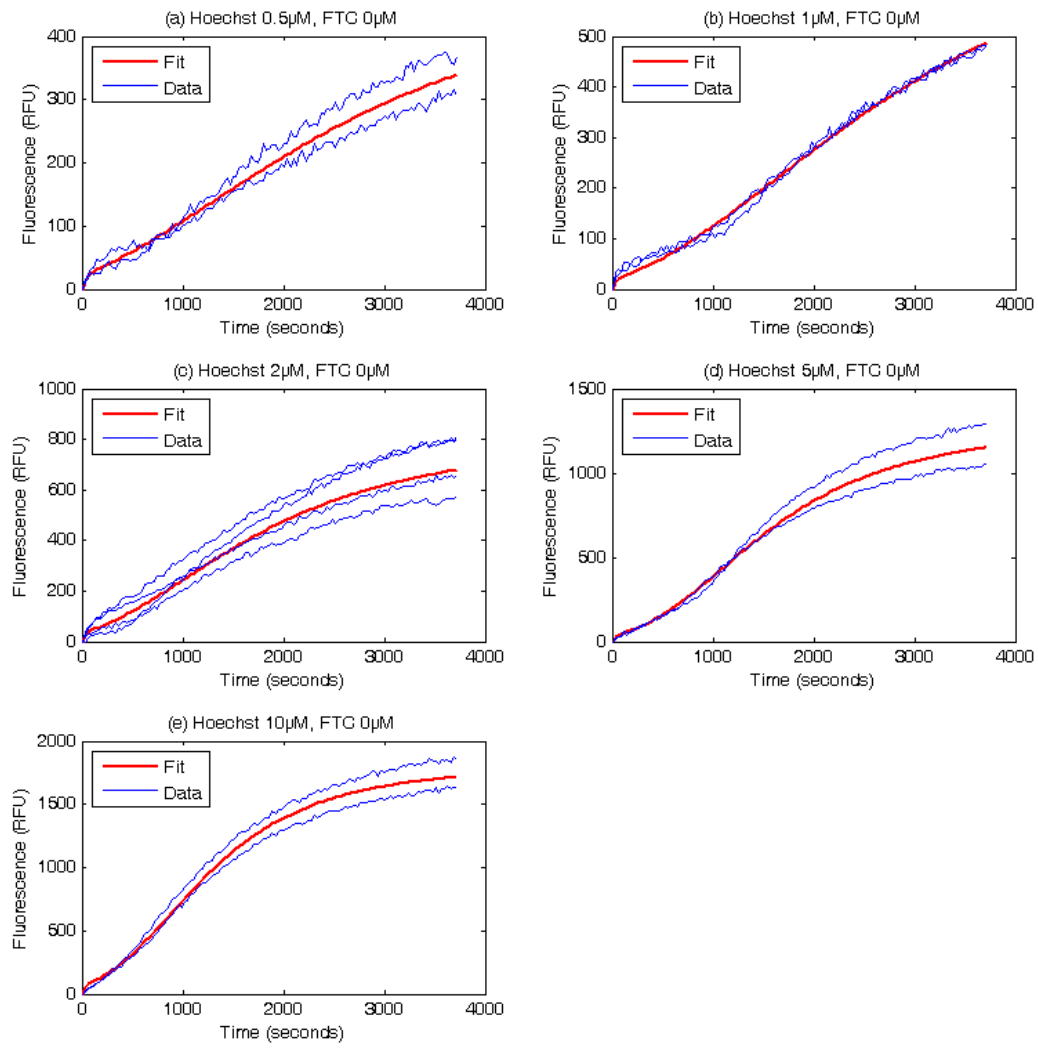 (a) Hoechst 0.5µM, FTC 0µM
400
300
200
100
0
Fluorescence (RFU)
Fit
Data
0 1000 2000 3000 4000
Time (seconds)
(b) Hoechst 1µM, FTC 0µM
500
400
300
200
100
0
Fluorescence (RFU)
Fit
Data
0 1000 2000 3000 4000
Time (seconds)
(c) Hoechst 2µM, FTC 0µM
1000
800
600
400
200
0
Fluorescence (RFU)
Fit
Data
0 1000 2000 3000 4000
Time (seconds)
(d) Hoechst 5µM, FTC 0µM
1500
1000
500
0
Fluorescence (RFU)
Fit
Data
0 1000 2000 3000 4000
Time (seconds)
(e) Hoechst 10µM, FTC 0µM
2000
1500
1000
500
0
Fluorescence (RFU)
Fit
Data
0 1000 2000 3000 4000
Time (seconds)